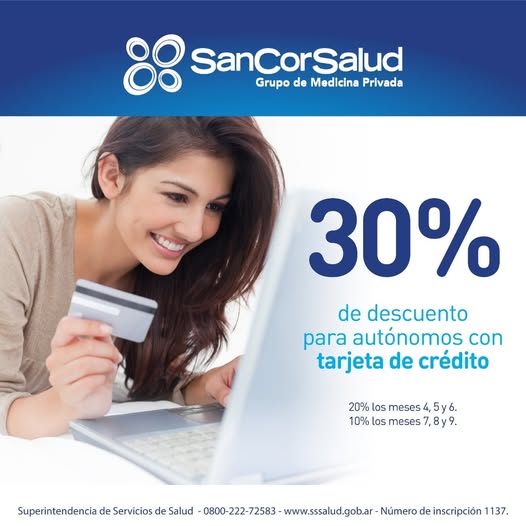 SanCorSalud
Grupo de Medicina Privada
30%
de descuento
para autónomos con
tarjeta de crédito
20% los meses 4, 5 y 6.
10% los meses 7, 8 y 9.
Superintendencia de Servicios de Salud - 0800-222-72583 - www.sssalud.gob.ar - Número de inscripción 1137.